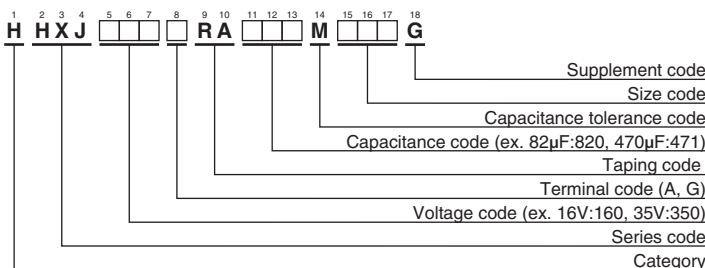 1 2 3 4 5 6 7 8 9 10 11 12 13 14 15 16 17 18
H HXJ □□□ □ RA □□□ M □□□ G
Supplement code
Size code
Capacitance tolerance code
Capacitance code (ex. 82µF:820, 470µF:471)
Taping code
Terminal code (A, G)
Voltage code (ex. 16V:160, 35V:350)
Series code
Category